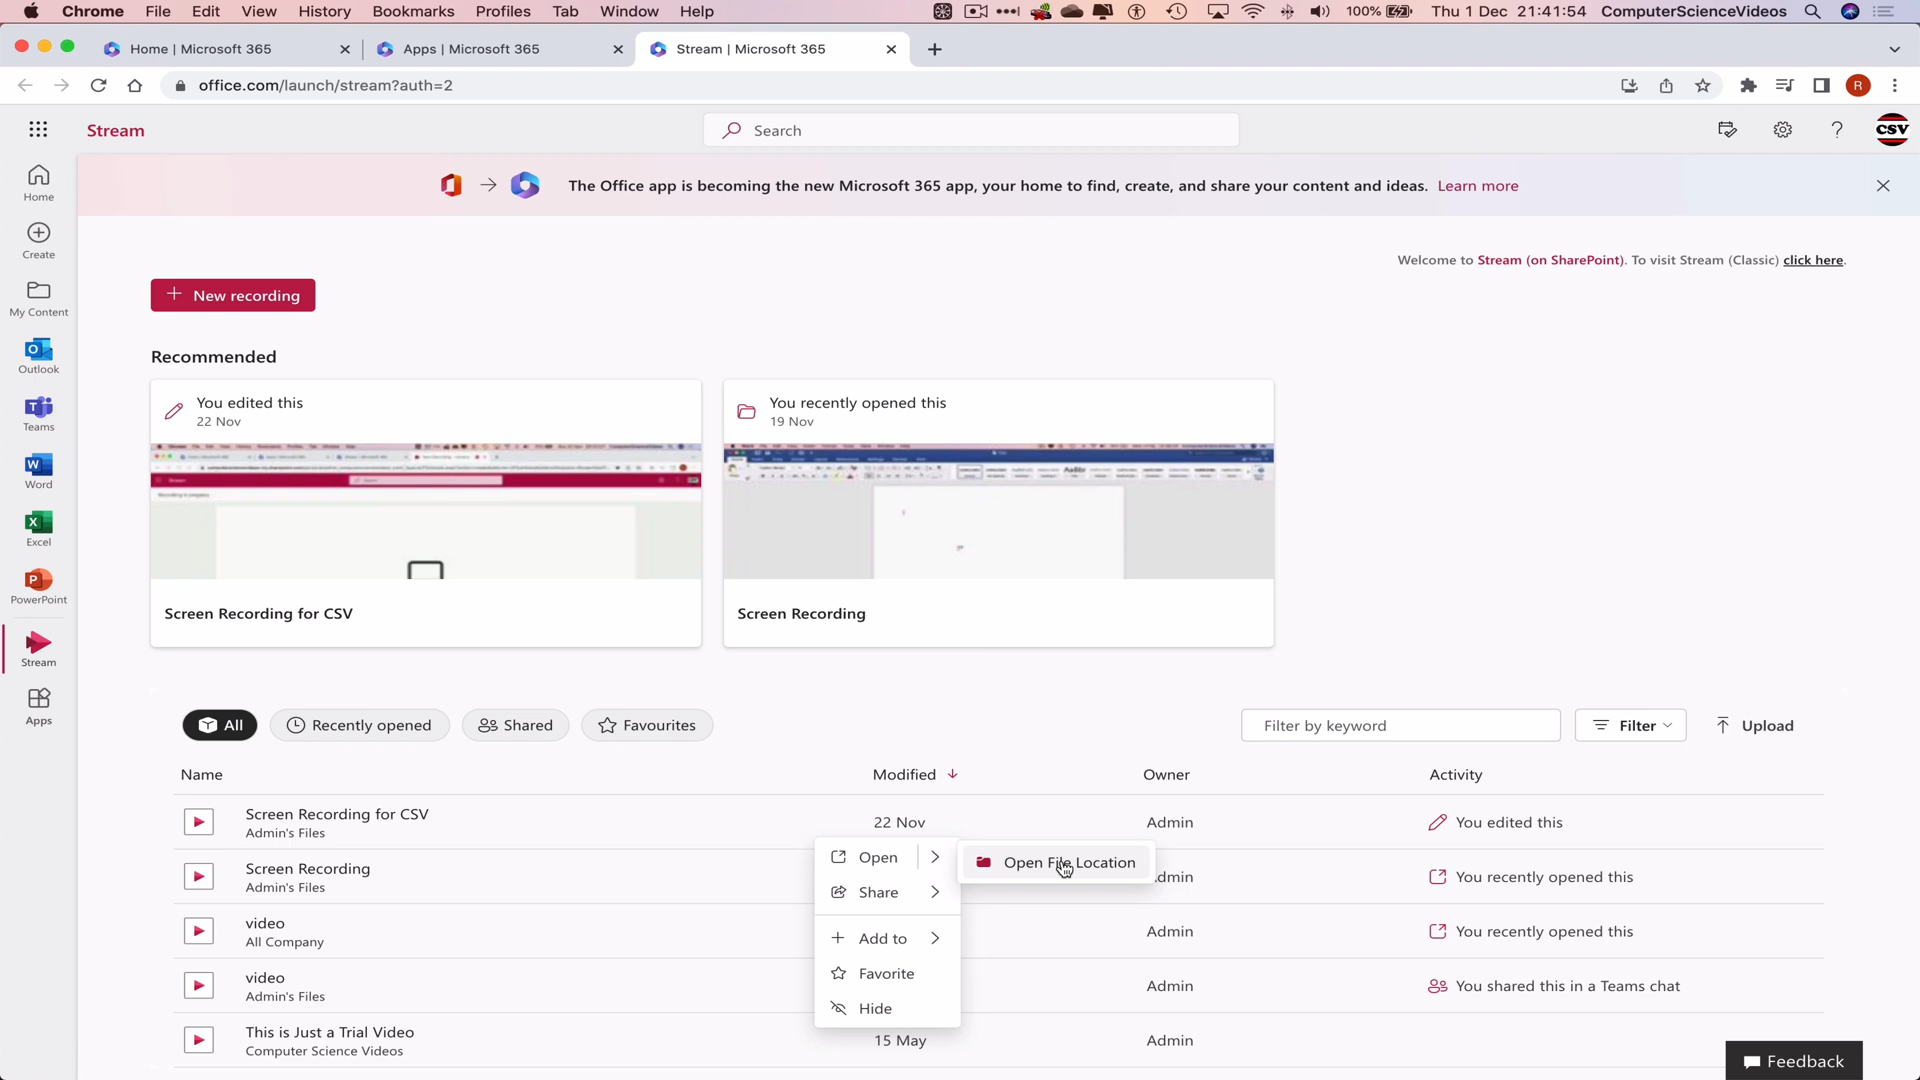 Chrome File Edit View History Bookmarks Profiles Tab Window Help 100% Thu 1 Dec 21:41:54 ComputerScienceVideos
Home | Microsoft 365 Apps | Microsoft 365 Stream | Microsoft 365
office.com/launch/stream?auth=2 R
Stream Search CSV
The Office app is becoming the new Microsoft 365 app, your home to find, create, and share your content and ideas. Learn more
Home
Create
My Content
Outlook
Teams
Word
Excel
PowerPoint
Stream
Apps
Welcome to Stream (on SharePoint). To visit Stream (Classic) click here.
New recording
Recommended
You edited this
22 Nov
Screen Recording for CSV
You recently opened this
19 Nov
Screen Recording
All Recently opened Shared Favourites Filter by keyword Filter Upload
Name Modified Owner Activity
Screen Recording for CSV
Admin's Files
22 Nov Admin You edited this
Screen Recording
Admin's Files
dmin You recently opened this
video
All Company
Admin You recently opened this
video
Admin's Files
Admin You shared this in a Teams chat
This is Just a Trial Video
Computer Science Videos
15 May Admin
Open
Share
Add to
Favorite
Hide
Open File Location
Feedback